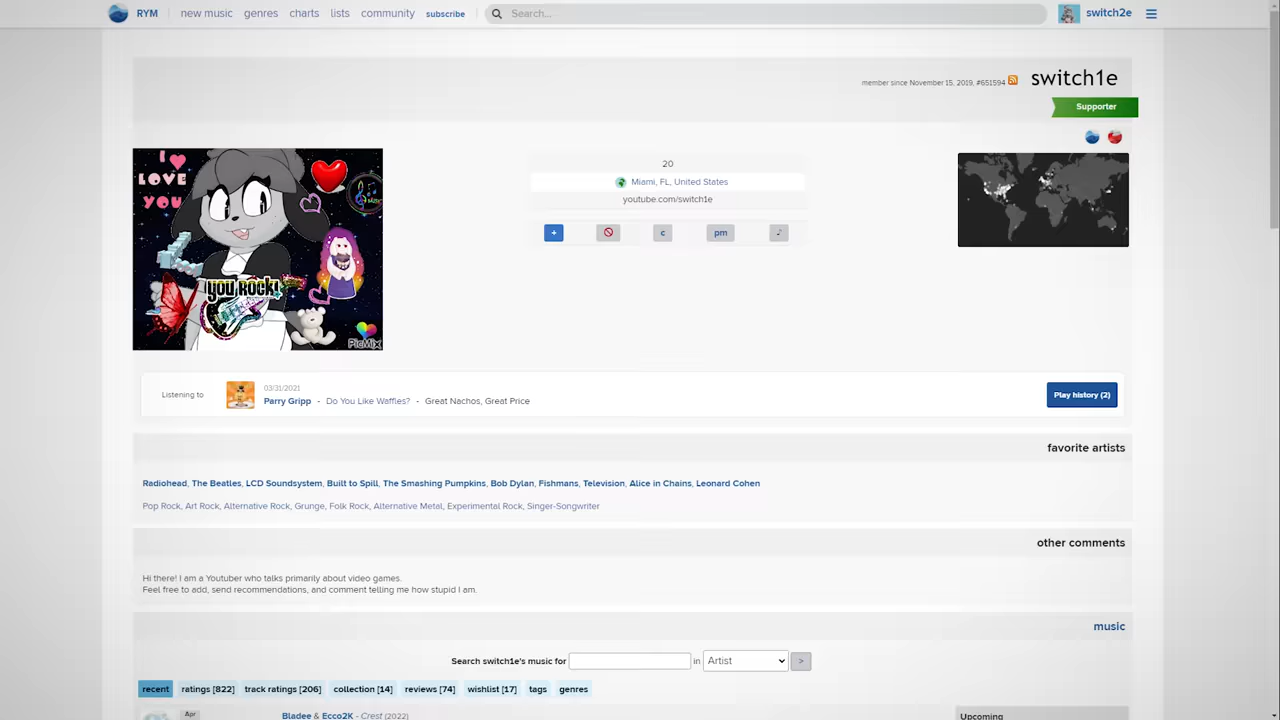 RYM new music genres charts lists community subscribe Search... switch2e
member since November 15, 2019, #651594 switch1e
Supporter
I
LOVE
YOU
YOU ROCK!
PicMix
20
Miami, FL, United States
youtube.com/switch1e
+ c pm ♪
Listening to
03/31/2021
Parry Gripp - Do You Like Waffles? - Great Nachos, Great Price
Play history (2)
favorite artists
Radiohead, The Beatles, LCD Soundsystem, Built to Spill, The Smashing Pumpkins, Bob Dylan, Fishmans, Television, Alice in Chains, Leonard Cohen
Pop Rock, Art Rock, Alternative Rock, Grunge, Folk Rock, Alternative Metal, Experimental Rock, Singer-Songwriter
other comments
Hi there! I am a Youtuber who talks primarily about video games.
Feel free to add, send recommendations, and comment telling me how stupid I am.
music
Search switch1e's music for in Artist >
recent ratings [822] track ratings [206] collection [14] reviews [74] wishlist [17] tags genres
Apr Bladee & Ecco2K - Crest (2022) Upcoming